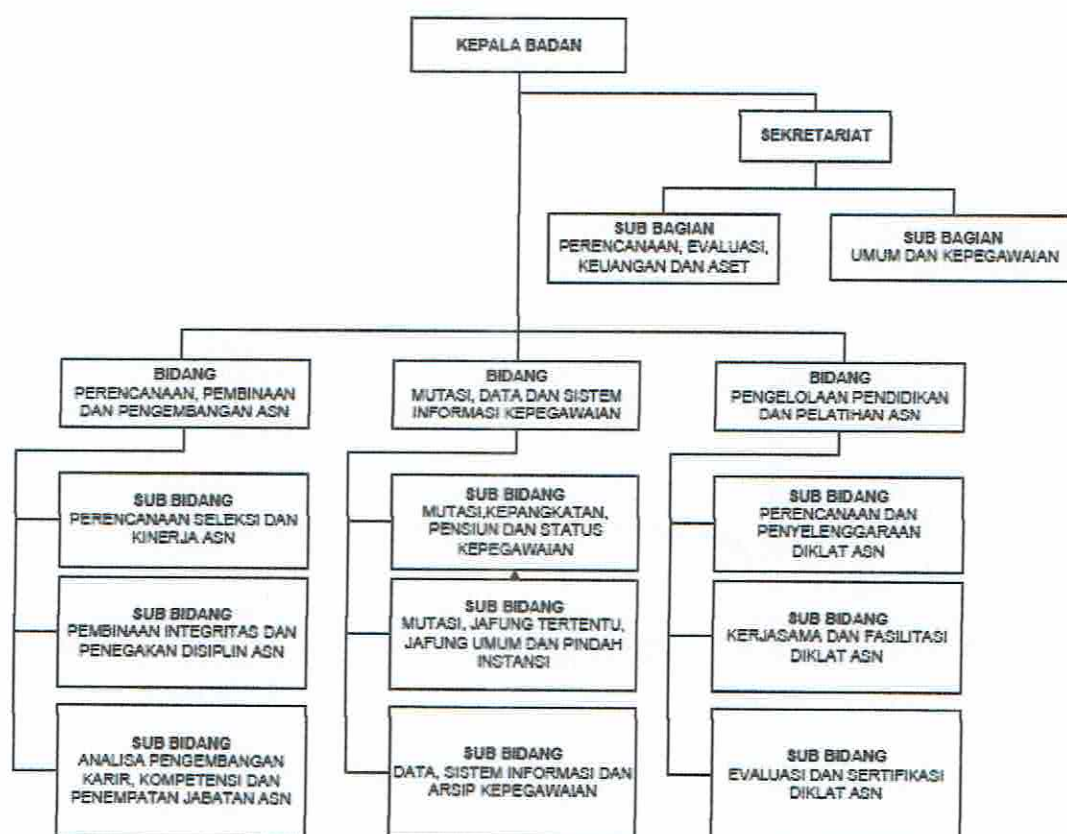 KEPALA BADAN
SEKRETARIAT
SUB BAGIAN
PERENCANAAN, EVALUASI,
KEUANGAN DAN ASET
SUB BAGIAN
UMUM DAN KEPEGAWAIAN
BIDANG
PERENCANAAN, PEMBINAAN
DAN PENGEMBANGAN ASN
SUB BIDANG
PERENCANAAN SELEKSI DAN
KINERJA ASN
SUB BIDANG
PEMBINAAN INTEGRITAS DAN
PENEGAKAN DISIPLIN ASN
SUB BIDANG
ANALISA PENGEMBANGAN
KARIR, KOMPETENSI DAN
PENEMPATAN JABATAN ASN
BIDANG
MUTASI, DATA DAN SISTEM
INFORMASI KEPEGAWAIAN
SUB BIDANG
MUTASI,KEPANGKATAN,
PENSIUN DAN STATUS
KEPEGAWAIAN
SUB BIDANG
MUTASI, JAFUNG TERTENTU,
JAFUNG UMUM DAN PINDAH
INSTANSI
SUB BIDANG
DATA, SISTEM INFORMASI DAN
ARSIP KEPEGAWAIAN
BIDANG
PENGELOLAAN PENDIDIKAN
DAN PELATIHAN ASN
SUB BIDANG
PERENCANAAN DAN
PENYELENGGARAAN
DIKLAT ASN
SUB BIDANG
KERJASAMA DAN FASILITASI
DIKLAT ASN
SUB BIDANG
EVALUASI DAN SERTIFIKASI
DIKLAT ASN